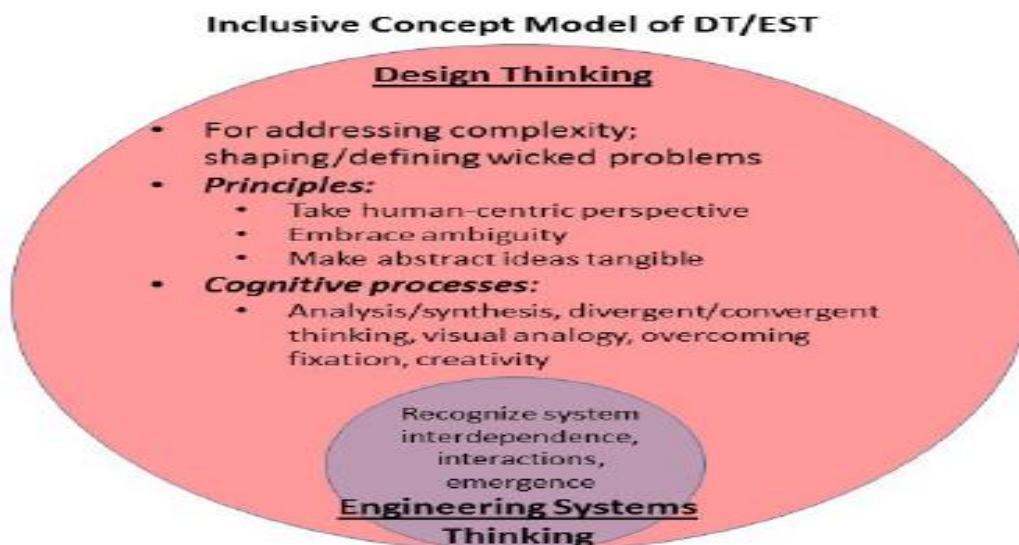 Inclusive Concept Model of DT/EST
Design Thinking
• For addressing complexity;
shaping/defining wicked problems
• Principles:
• Take human-centric perspective
• Embrace ambiguity
• Make abstract ideas tangible
• Cognitive processes:
• Analysis/synthesis, divergent/convergent
thinking, visual analogy, overcoming
fixation, creativity
Recognize system
interdependence,
interactions,
emergence
Engineering Systems
Thinking